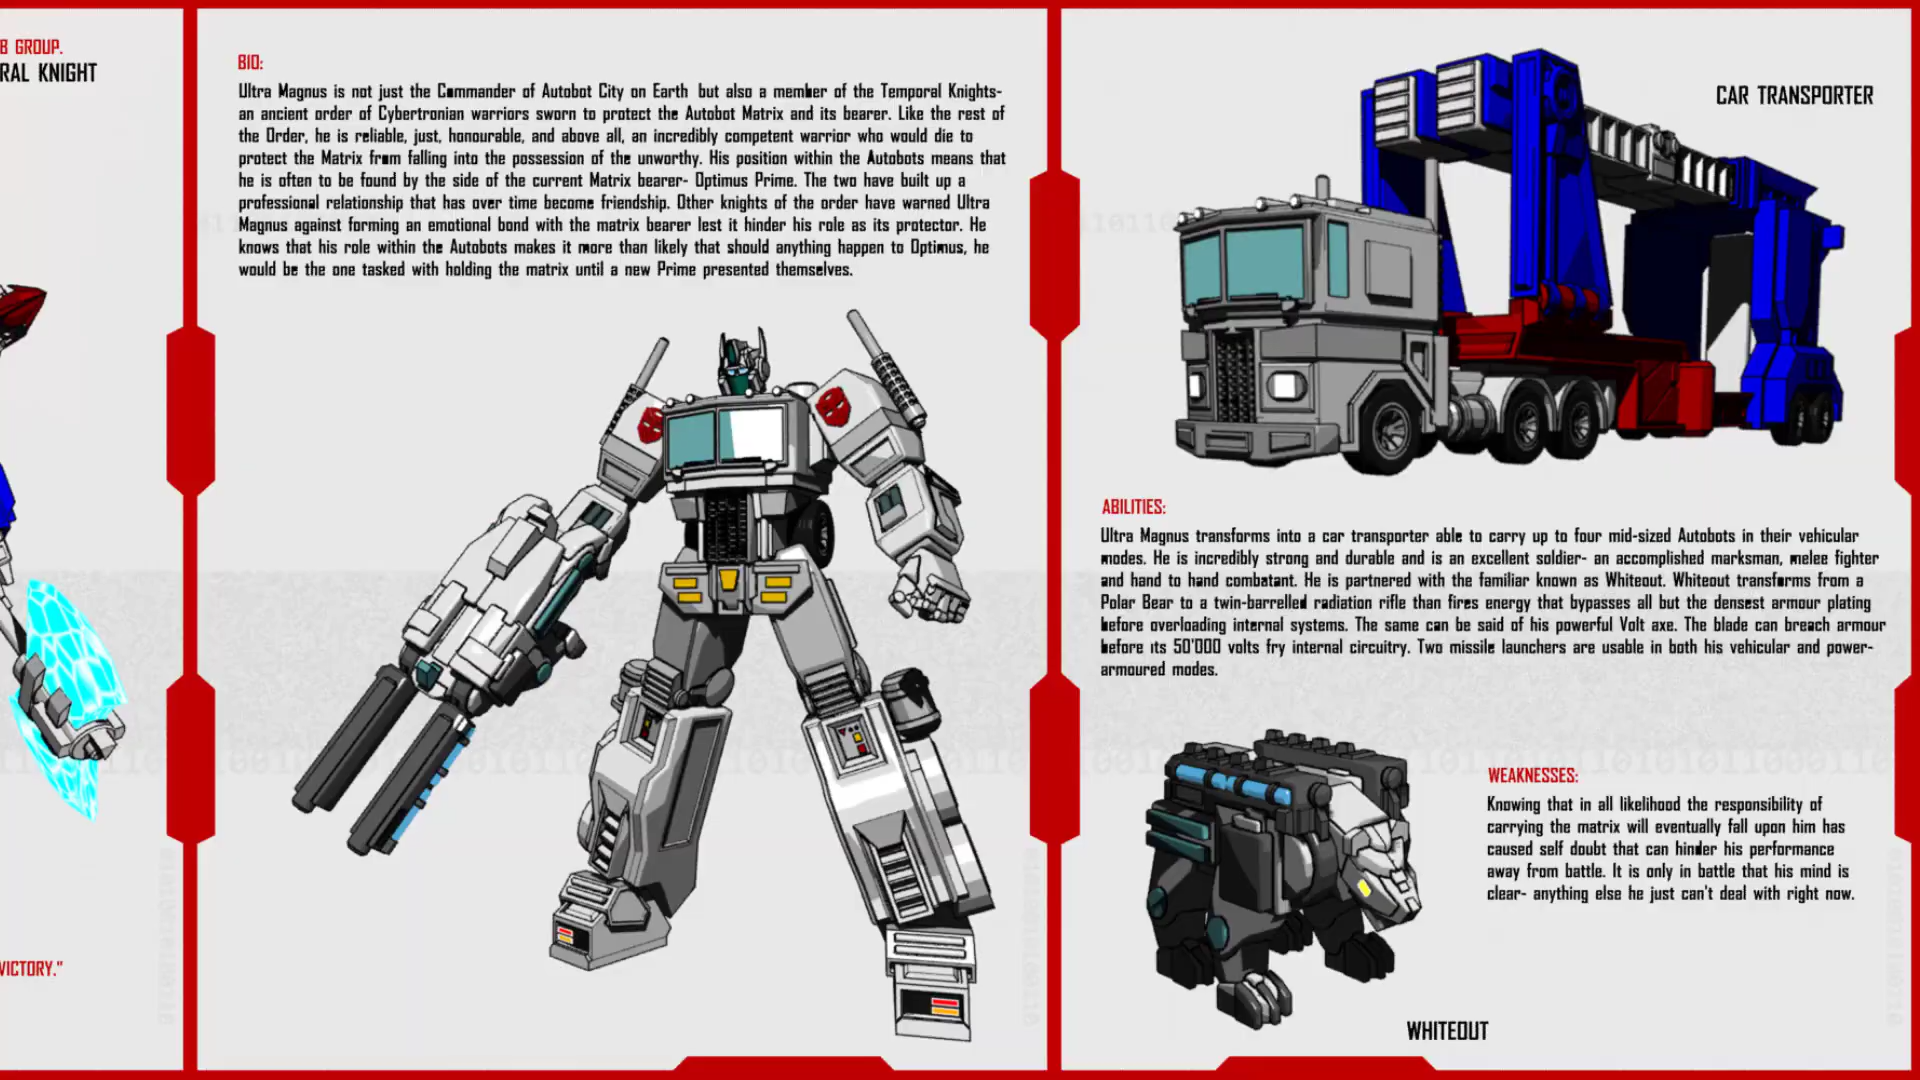 B GROUP.
RAL KNIGHT
VICTORY."
BIO:
Ultra Magnus is not just the Commander of Autobot City on Earth but also a member of the Temporal Knights-
an ancient order of Cybertronian warriors sworn to protect the Autobot Matrix and its bearer. Like the rest of
the Order, he is reliable, just, honourable, and above all, an incredibly competent warrior who would die to
protect the Matrix from falling into the possession of the unworthy. His position within the Autobots means that
he is often to be found by the side of the current Matrix bearer- Optimus Prime. The two have built up a
professional relationship that has over time become friendship. Other knights of the order have warned Ultra
Magnus against forming an emotional bond with the matrix bearer lest it hinder his role as its protector. He
knows that his role within the Autobots makes it more than likely that should anything happen to Optimus, he
would be the one tasked with holding the matrix until a new Prime presented themselves.
CAR TRANSPORTER
ABILITIES:
Ultra Magnus transforms into a car transporter able to carry up to four mid-sized Autobots in their vehicular
modes. He is incredibly strong and durable and is an excellent soldier- an accomplished marksman, melee fighter
and hand to hand combatant. He is partnered with the familiar known as Whiteout. Whiteout transforms from a
Polar Bear to a twin-barrelled radiation rifle than fires energy that bypasses all but the densest armour plating
before overloading internal systems. The same can be said of his powerful Volt axe. The blade can breach armour
before its 50'000 volts fry internal circuitry. Two missile launchers are usable in both his vehicular and power-
armoured modes.
WEAKNESSES:
Knowing that in all likelihood the responsibility of
carrying the matrix will eventually fall upon him has
caused self doubt that can hinder his performance
away from battle. It is only in battle that his mind is
clear- anything else he just can't deal with right now.
WHITEOUT